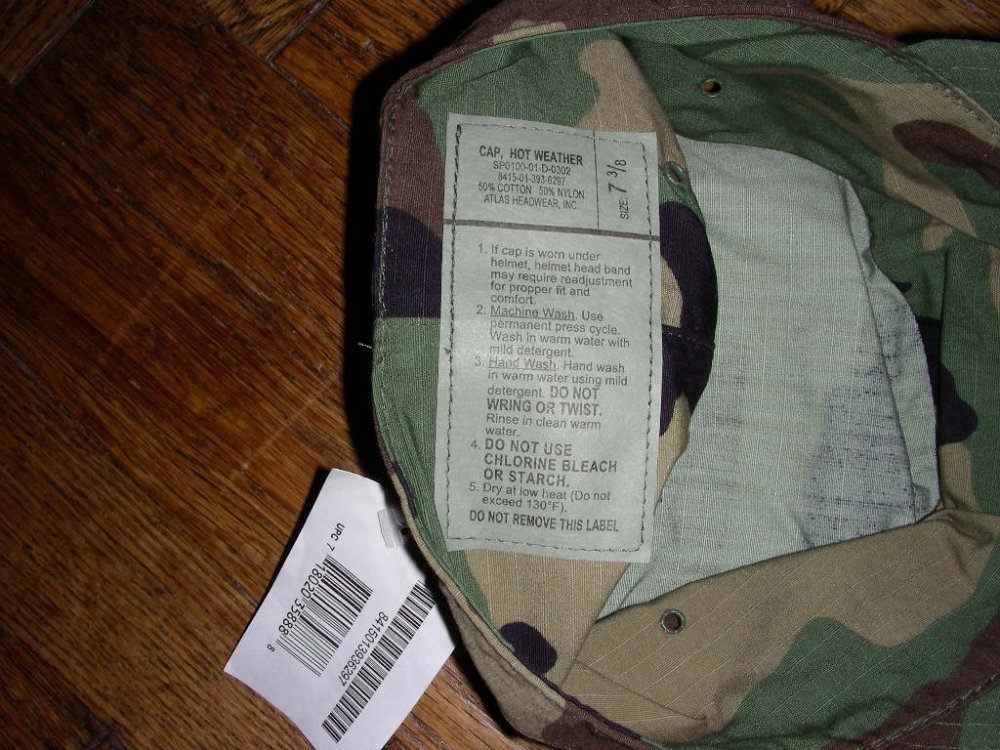 CAP, HOT WEATHER
SP0100-01-D-0302
8415-01-393-6297
50% COTTON 50% NYLON
ATLAS HEADWEAR, INC.
SIZE: 7 3/8
1. If cap is worn under
helmet, helmet head band
may require readjustment
for propper fit and
comfort.
2. Machine Wash. Use
permanent press cycle.
Wash in warm water with
mild detergent.
3. Hand Wash. Hand wash
in warm water using mild
detergent. DO NOT
WRING OR TWIST.
Rinse in clean warm
water.
4. DO NOT USE
CHLORINE BLEACH
OR STARCH.
5. Dry at low heat (Do not
exceed 130°F).
DO NOT REMOVE THIS LABEL
UPC 7
18020 35888 8
8415013936297